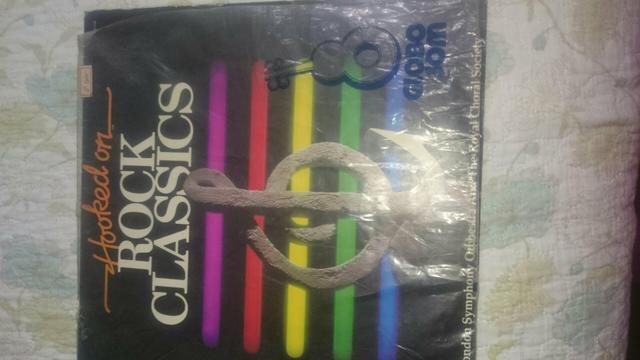 Hooked on
ROCK
CLASSICS
GLOBO
SOM
London Symphony Orchestra And The Royal Choral Society